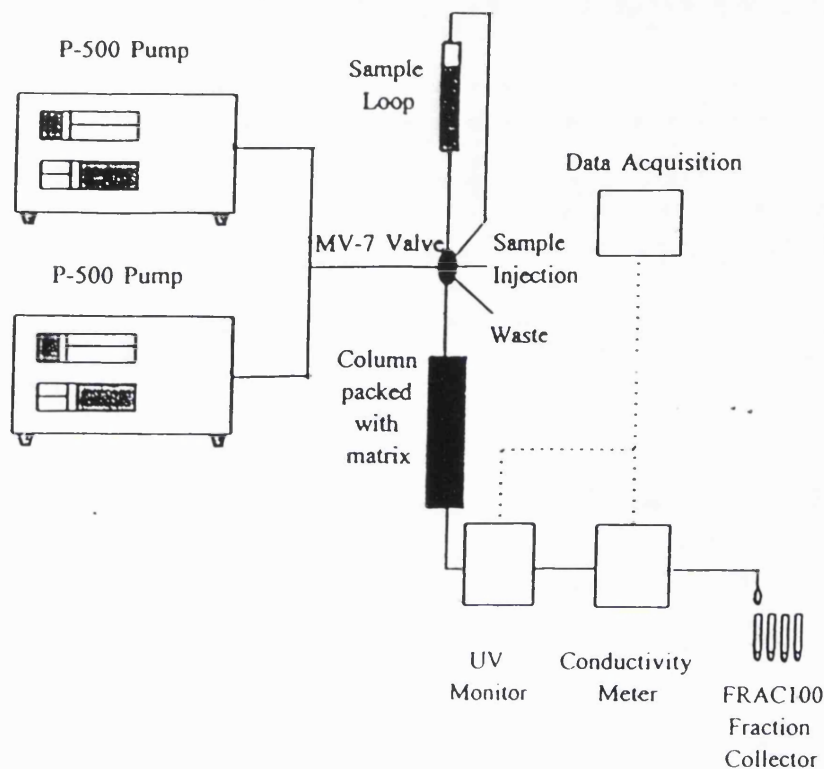 P-500 Pump
Sample
Loop
Data Acquisition
MV-7 Valve
Sample
Injection
P-500 Pump
Waste
Column
packed
with
matrix
UV
Monitor
Conductivity
Meter
FRAC100
Fraction
Collector